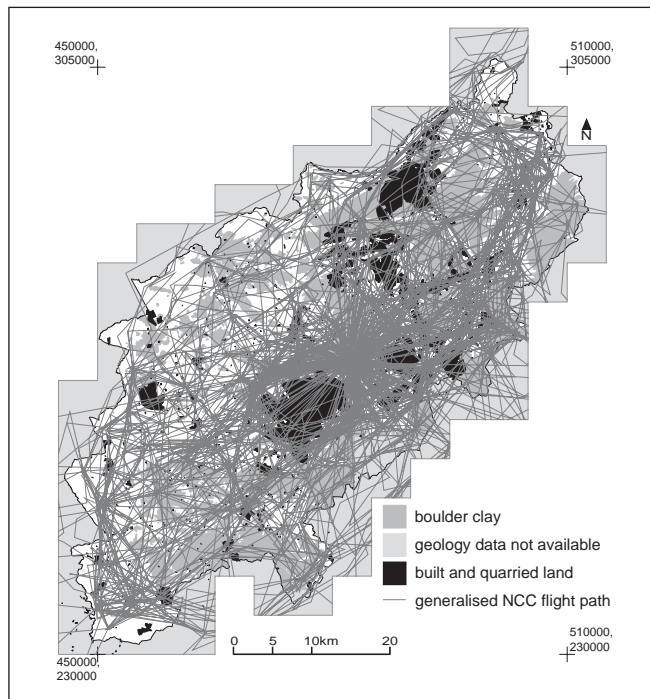 450000,
305000
510000,
305000
N
boulder clay
geology data not available
built and quarried land
generalised NCC flight path
0 5 10km 20
450000,
230000
510000,
230000